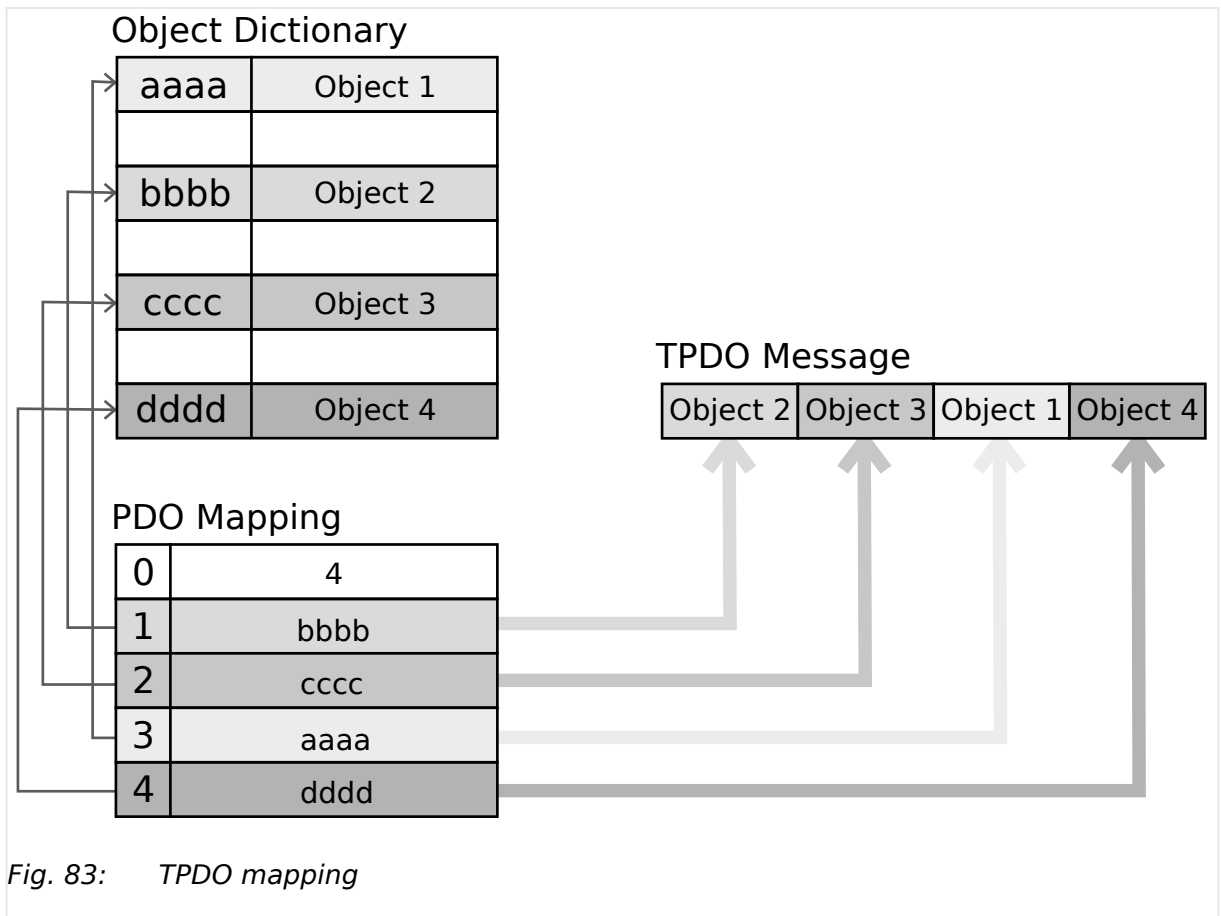 Object Dictionary
aaaa Object 1
bbbb Object 2
cccc Object 3
dddd Object 4
TPDO Message
Object 2 Object 3 Object 1 Object 4
PDO Mapping
0 4
1 bbbb
2 cccc
3 aaaa
4 dddd
Fig. 83: TPDO mapping